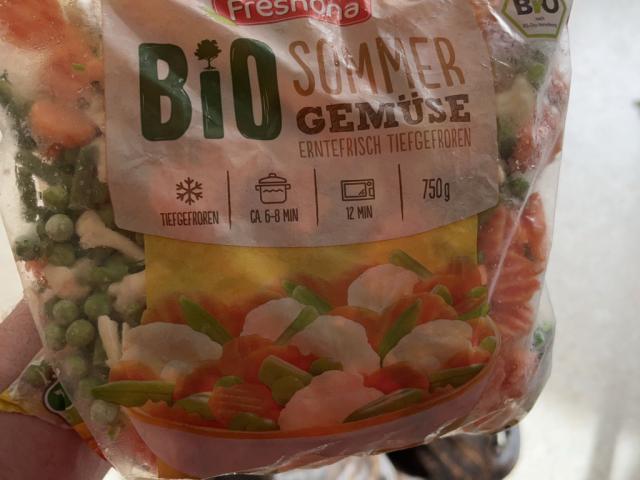 Freshona
BiO
BiO
SOMMER
GEMÜSE
ERNTEFRISCH TIEFGEFROREN
TIEFGEFROREN
CA. 6-8 MIN
12 MIN
750g